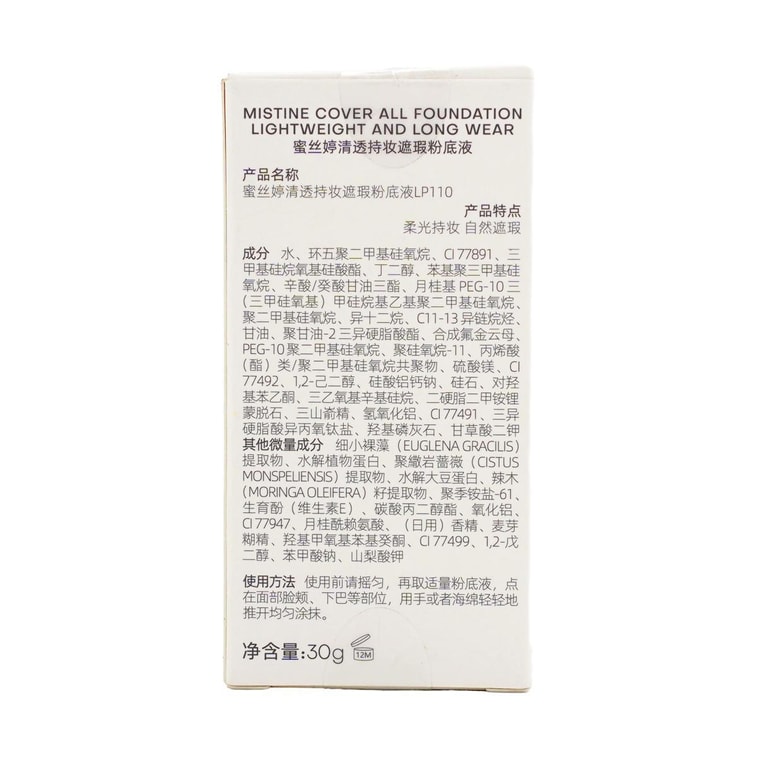 MISTINE COVER ALL FOUNDATION
LIGHTWEIGHT AND LONG WEAR
蜜丝婷清透持妆遮瑕粉底液
产品名称
蜜丝婷清透持妆遮瑕粉底液LP110
产品特点
柔光持妆 自然遮瑕
成分 水、环五聚二甲基硅氧烷、CI 77891、三
甲基硅烷氧基硅酸酯、丁二醇、苯基聚三甲基硅
氧烷、辛酸/癸酸甘油三酯、月桂基 PEG-10 三
(三甲硅氧基) 甲硅烷基乙基聚二甲基硅氧烷、
聚二甲基硅氧烷、异十二烷、C11-13 异链烷烃、
甘油、聚甘油-2 三异硬脂酸酯、合成氟金云母、
PEG-10 聚二甲基硅氧烷、聚硅氧烷-11、丙烯酸
(酯) 类/聚二甲基硅氧烷共聚物、硫酸镁、CI
77492、1,2-己二醇、硅酸铝钙钠、硅石、对羟
基苯乙酮、三乙氧基辛基硅烷、二硬脂二甲铵锂
蒙脱石、三山嵛精、氢氧化铝、CI 77491、三异
硬脂酸异丙氧钛盐、羟基磷灰石、甘草酸二钾
其他微量成分 细小裸藻 (EUGLENA GRACILIS)
提取物、水解植物蛋白、聚繖岩蔷薇 (CISTUS
MONSPELIENSIS) 提取物、水解大豆蛋白、辣木
(MORINGA OLEIFERA) 籽提取物、聚季铵盐-61、
生育酚 (维生素E) 、碳酸丙二醇酯、氧化铝、
CI 77947、月桂酰赖氨酸、 (日用) 香精、麦芽
糊精、羟基甲氧基苯基癸酮、CI 77499、1,2-戊
二醇、苯甲酸钠、山梨酸钾
使用方法 使用前请摇匀，再取适量粉底液，点
在面部脸颊、下巴等部位，用手或者海绵轻轻地
推开均匀涂抹。
净含量:30g 12M